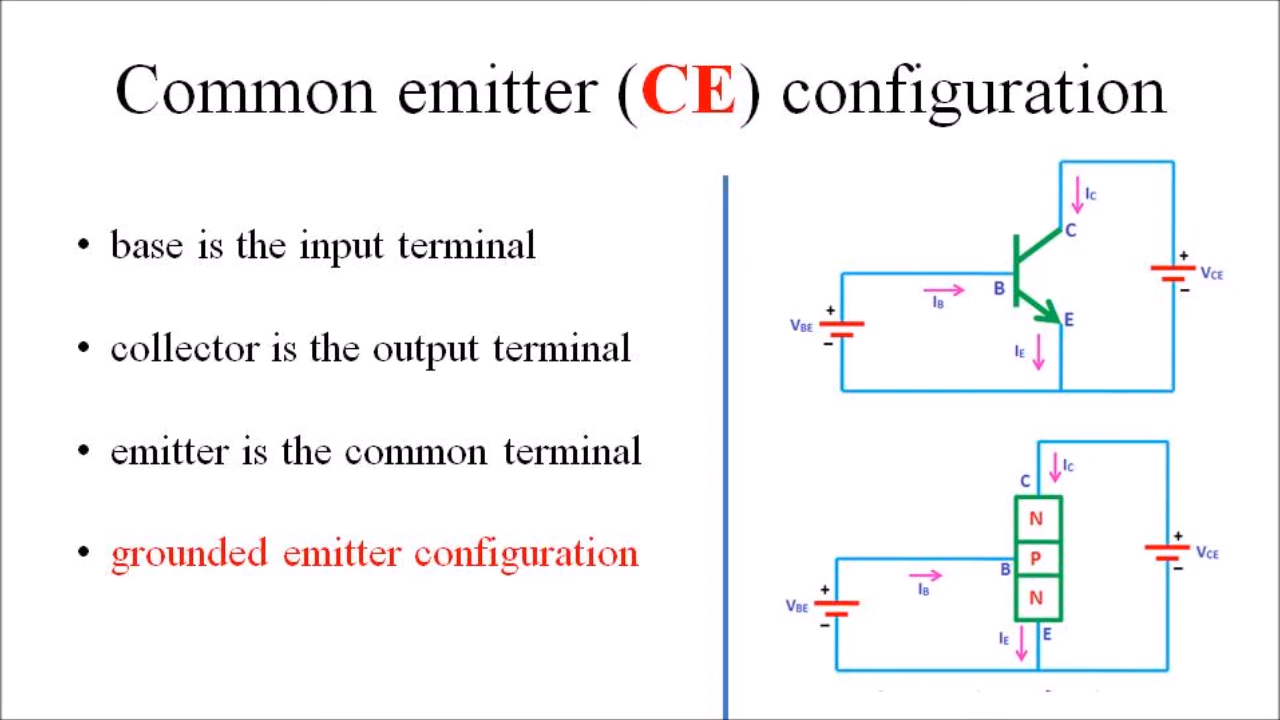 Common emitter (CE) configuration
• base is the input terminal
• collector is the output terminal
• emitter is the common terminal
• grounded emitter configuration
IC
C
+
VCE
B
IB
−
+
VBE
E
−
IE
IC
C
N
+
P
VCE
B
−
IB
+
N
VBE
−
IE
E